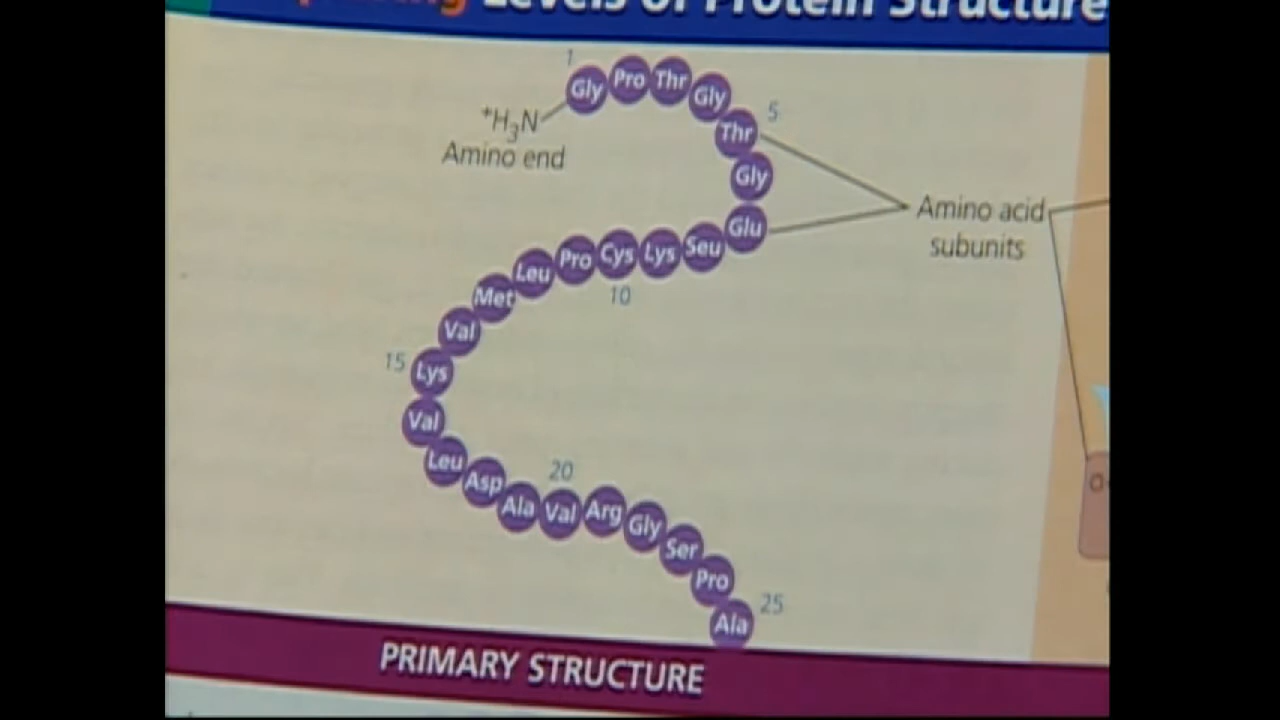 Levels of Protein Structure
1
Gly Pro Thr Gly
Thr
5
⁺H₃N
Amino end
Gly
Glu
Amino acid
subunits
Seu
Lys
Cys
Pro
Leu
10
Met
Val
15
Lys
Val
Leu
Asp
Ala
20
Val
Arg
Gly
Ser
Pro
Ala
25
PRIMARY STRUCTURE